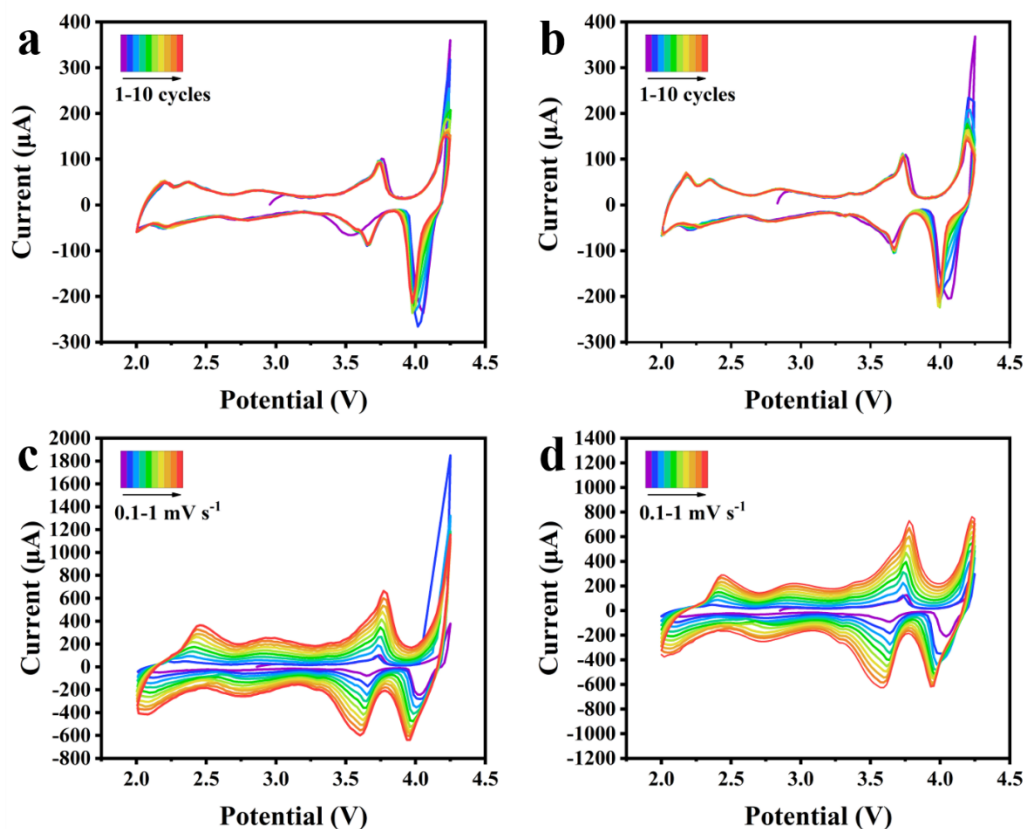 a
1-10 cycles
Current (μA)
400
300
200
100
0
-100
-200
-300
2.0 2.5 3.0 3.5 4.0 4.5
Potential (V)
b
1-10 cycles
Current (μA)
400
300
200
100
0
-100
-200
-300
2.0 2.5 3.0 3.5 4.0 4.5
Potential (V)
c
0.1-1 mV s⁻¹
Current (μA)
2000
1800
1600
1400
1200
1000
800
600
400
200
0
-200
-400
-600
-800
2.0 2.5 3.0 3.5 4.0 4.5
Potential (V)
d
0.1-1 mV s⁻¹
Current (μA)
1400
1200
1000
800
600
400
200
0
-200
-400
-600
-800
-1000
-1200
2.0 2.5 3.0 3.5 4.0 4.5
Potential (V)